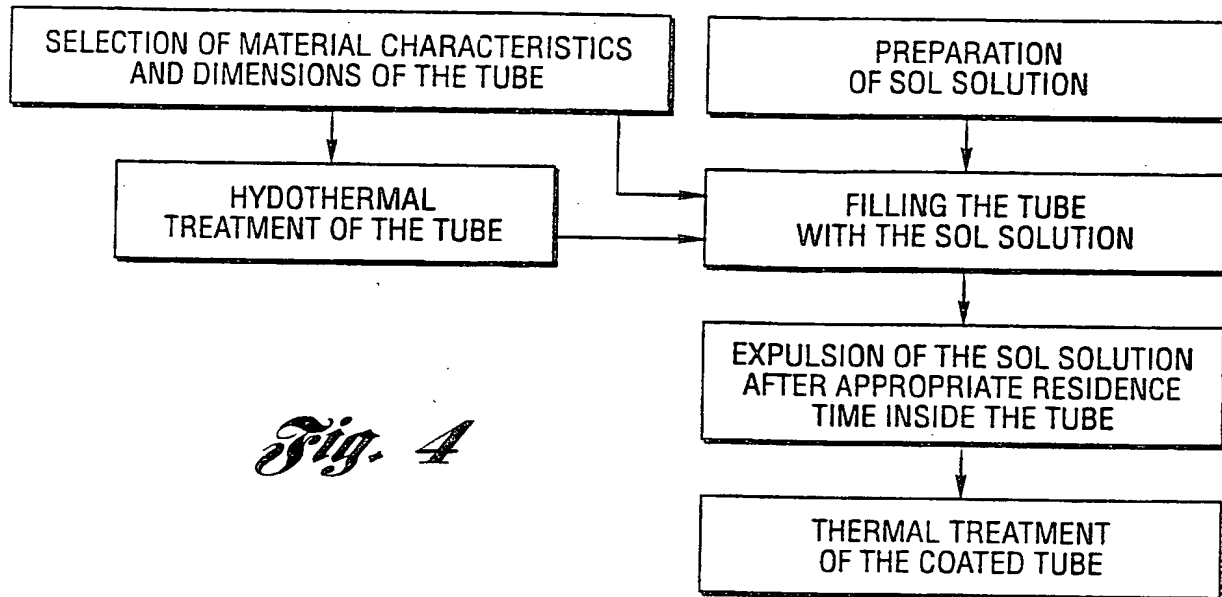 SELECTION OF MATERIAL CHARACTERISTICS
AND DIMENSIONS OF THE TUBE
PREPARATION
OF SOL SOLUTION
HYDOTHERMAL
TREATMENT OF THE TUBE
FILLING THE TUBE
WITH THE SOL SOLUTION
EXPULSION OF THE SOL SOLUTION
AFTER APPROPRIATE RESIDENCE
TIME INSIDE THE TUBE
THERMAL TREATMENT
OF THE COATED TUBE
Fig. 4